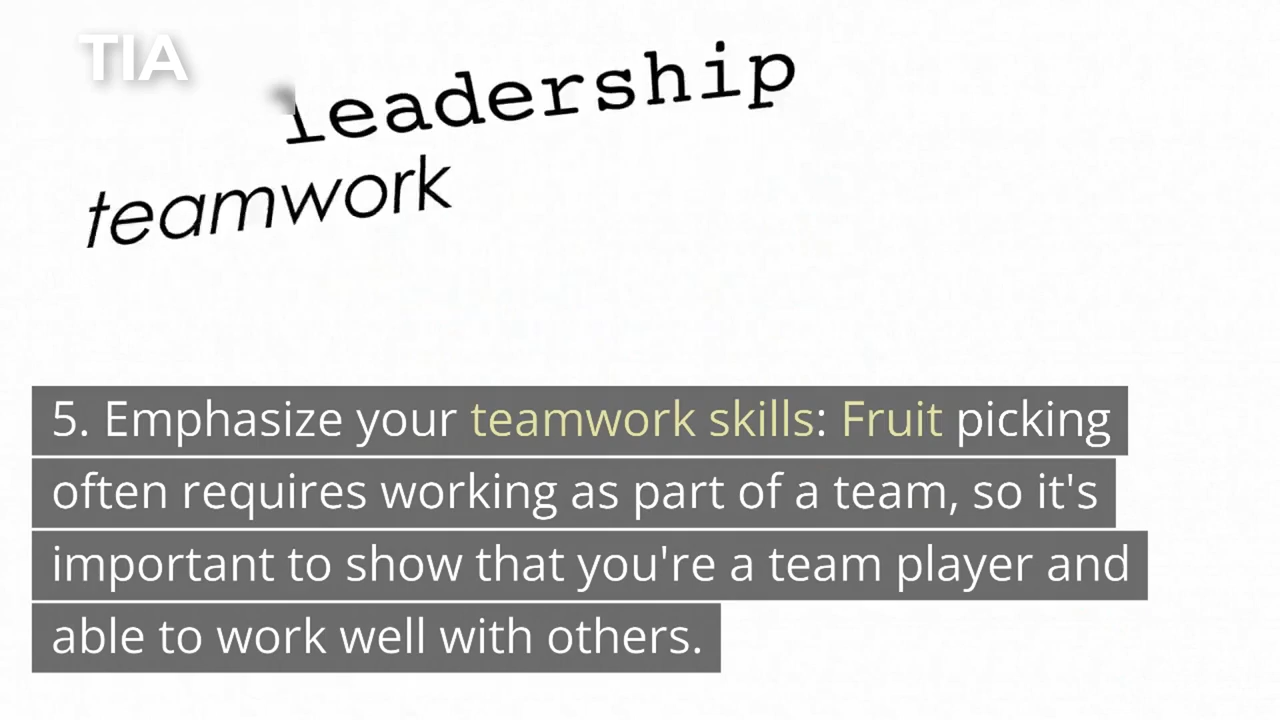 TIA
leadership
teamwork
5. Emphasize your teamwork skills: Fruit picking
often requires working as part of a team, so it's
important to show that you're a team player and
able to work well with others.